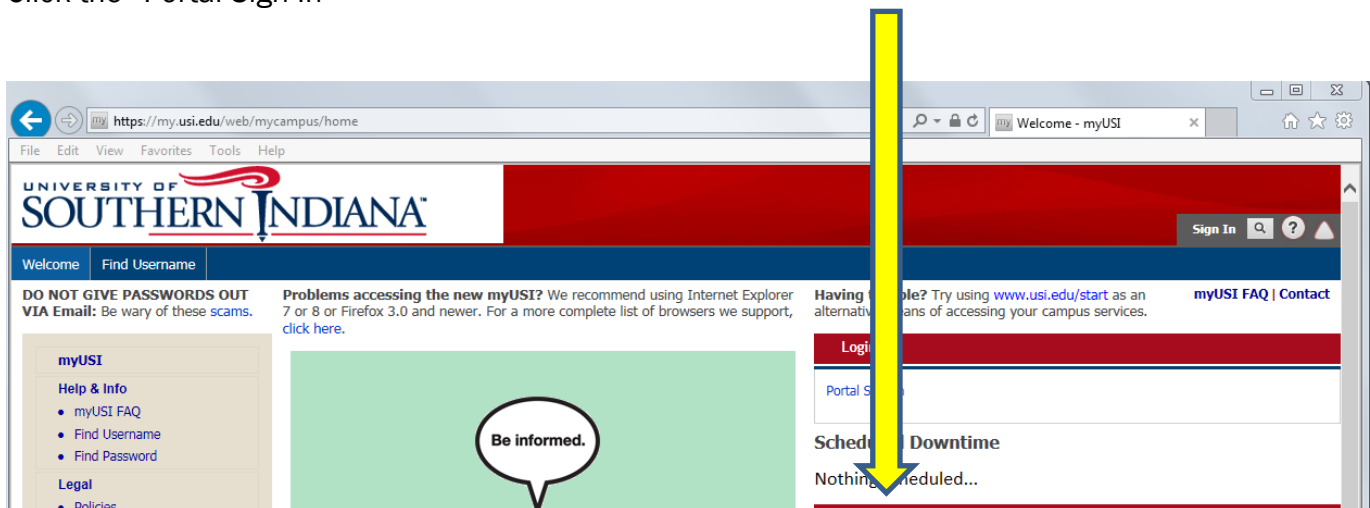 Click the "Portal Sign In"
https://my.usi.edu/web/mycampus/home
Welcome - myUSI
File Edit View Favorites Tools Help
UNIVERSITY OF
SOUTHERN INDIANA
Sign In
Welcome Find Username
DO NOT GIVE PASSWORDS OUT
VIA Email: Be wary of these scams.
Problems accessing the new myUSI? We recommend using Internet Explorer
7 or 8 or Firefox 3.0 and newer. For a more complete list of browsers we support,
click here.
Having ble? Try using www.usi.edu/start as an
alternativ ans of accessing your campus services.
myUSI FAQ | Contact
myUSI
Help & Info
• myUSI FAQ
• Find Username
• Find Password
Legal
• Policies
Be informed.
Login
Portal S n
Schedu Downtime
Nothing heduled...